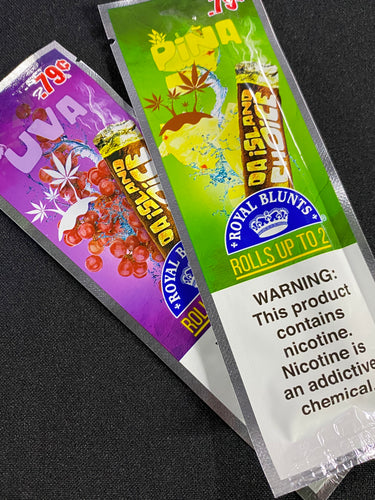 .79¢
UVA
DA ISLAND
CHOICE
ROYAL BLUNTS
PiÑA
DA iSLAND
CHOiCE
ROYAL BLUNTS
ROLLS UP TO 2
WARNING:
This product
contains
nicotine.
Nicotine is
an addictive
chemical.